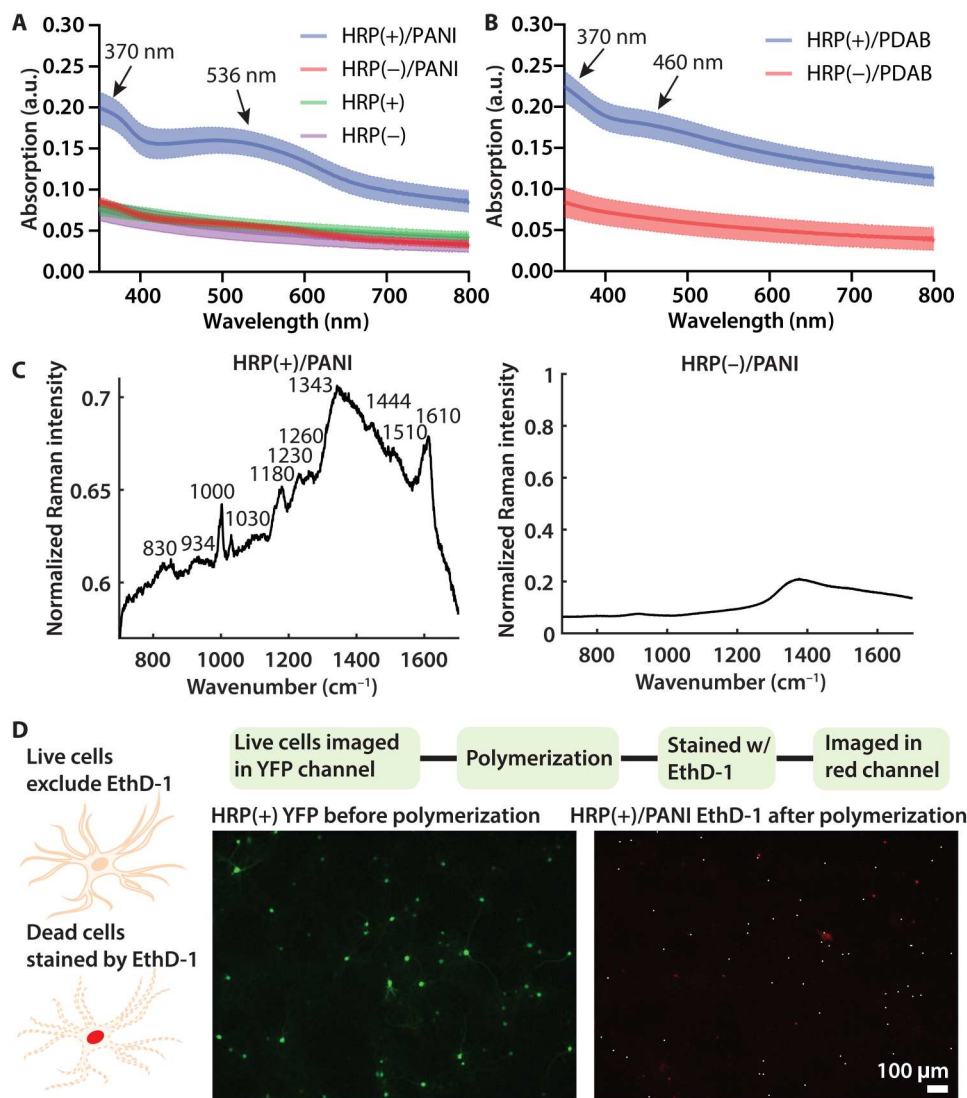 A
0.30
0.25
0.20
0.15
0.10
0.05
0.00
Absorption (a.u.)
370 nm
536 nm
HRP(+)/PANI
HRP(−)/PANI
HRP(+)
HRP(−)
400 500 600 700 800
Wavelength (nm)
B
0.30
0.25
0.20
0.15
0.10
0.05
0.00
Absorption (a.u.)
370 nm
460 nm
HRP(+)/PDAB
HRP(−)/PDAB
400 500 600 700 800
Wavelength (nm)
C
HRP(+)/PANI
Normalized Raman intensity
0.7
0.65
0.6
830
934
1000
1030
1180
1230
1260
1343
1444
1510
1610
800 1000 1200 1400 1600
Wavenumber (cm⁻¹)
HRP(−)/PANI
Normalized Raman intensity
1
0.8
0.6
0.4
0.2
0
800 1000 1200 1400 1600
Wavenumber (cm⁻¹)
D
Live cells
exclude EthD-1
Dead cells
stained by EthD-1
Live cells imaged
in YFP channel
Polymerization
Stained w/
EthD-1
Imaged in
red channel
HRP(+) YFP before polymerization
HRP(+)/PANI EthD-1 after polymerization
100 μm